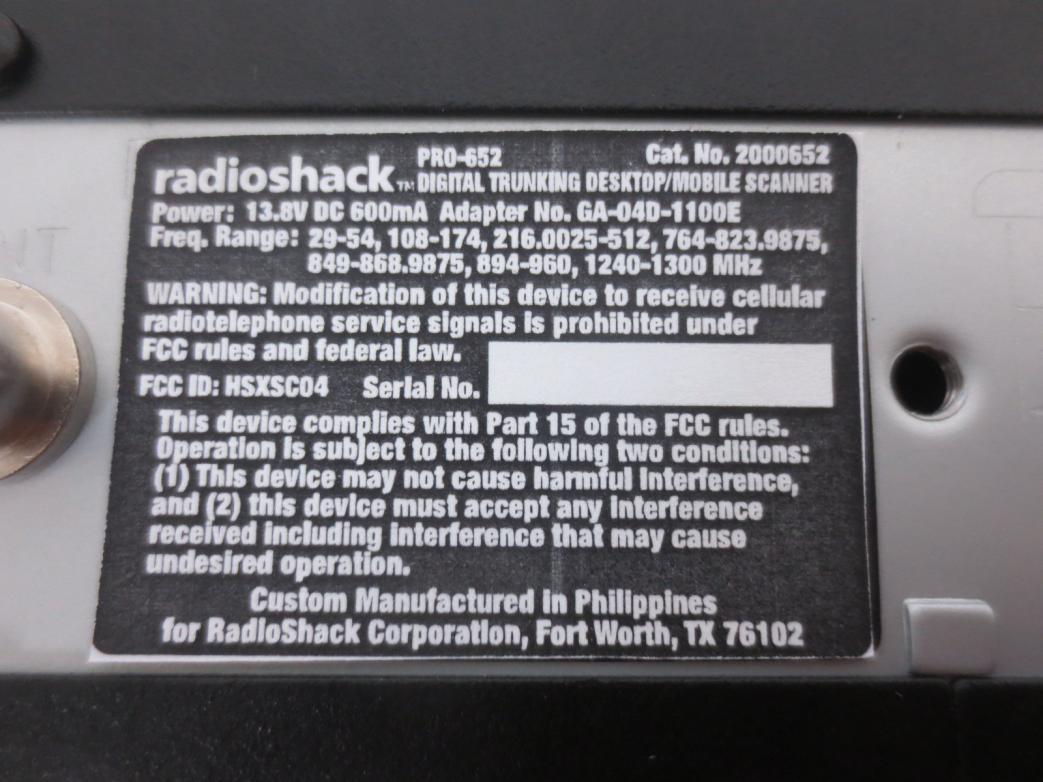 radioshack™ PRO-652 Cat. No. 2000652
DIGITAL TRUNKING DESKTOP/MOBILE SCANNER
Power: 13.8V DC 600mA Adapter No. GA-04D-1100E
Freq. Range: 29-54, 108-174, 216.0025-512, 764-823.9875,
849-868.9875, 894-960, 1240-1300 MHz
WARNING: Modification of this device to receive cellular
radiotelephone service signals is prohibited under
FCC rules and federal law.
FCC ID: HSXSC04 Serial No.
This device complies with Part 15 of the FCC rules.
Operation is subject to the following two conditions:
(1) This device may not cause harmful interference,
and (2) this device must accept any interference
received including interference that may cause
undesired operation.
Custom Manufactured in Philippines
for RadioShack Corporation, Fort Worth, TX 76102